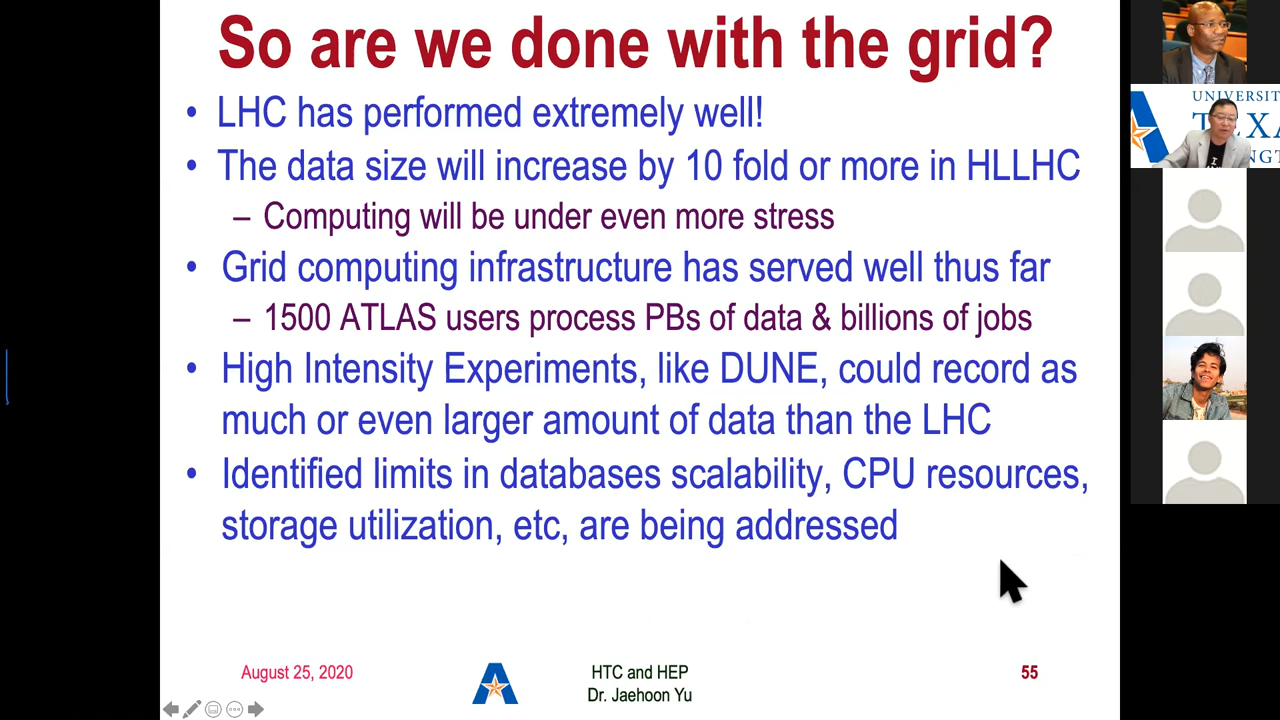 So are we done with the grid?
• LHC has performed extremely well!
• The data size will increase by 10 fold or more in HLLHC
– Computing will be under even more stress
• Grid computing infrastructure has served well thus far
– 1500 ATLAS users process PBs of data & billions of jobs
• High Intensity Experiments, like DUNE, could record as
much or even larger amount of data than the LHC
• Identified limits in databases scalability, CPU resources,
storage utilization, etc, are being addressed
August 25, 2020
HTC and HEP
Dr. Jaehoon Yu
55
UNIVERSIT
TEXA
NGT